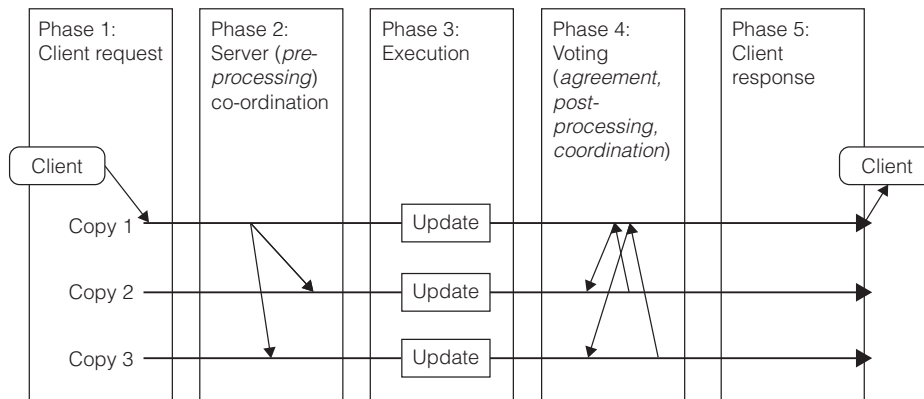 Phase 1:
Client request
Phase 2:
Server (pre-
processing)
co-ordination
Phase 3:
Execution
Phase 4:
Voting
(agreement,
post-
processing,
coordination)
Phase 5:
Client
response
Client
Client
Copy 1
Update
Copy 2
Update
Copy 3
Update